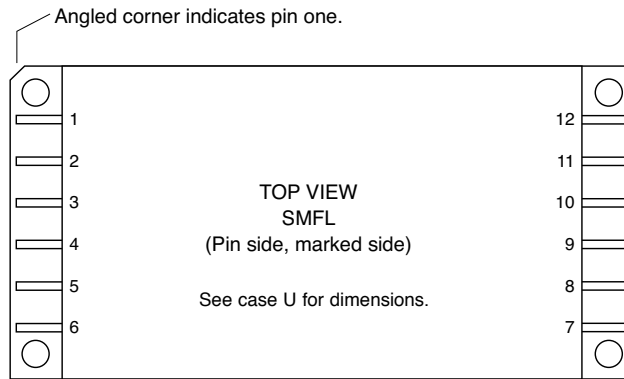 Angled corner indicates pin one.
1
12
2
11
3
10
4
9
5
8
6
7
TOP VIEW
SMFL
(Pin side, marked side)
See case U for dimensions.